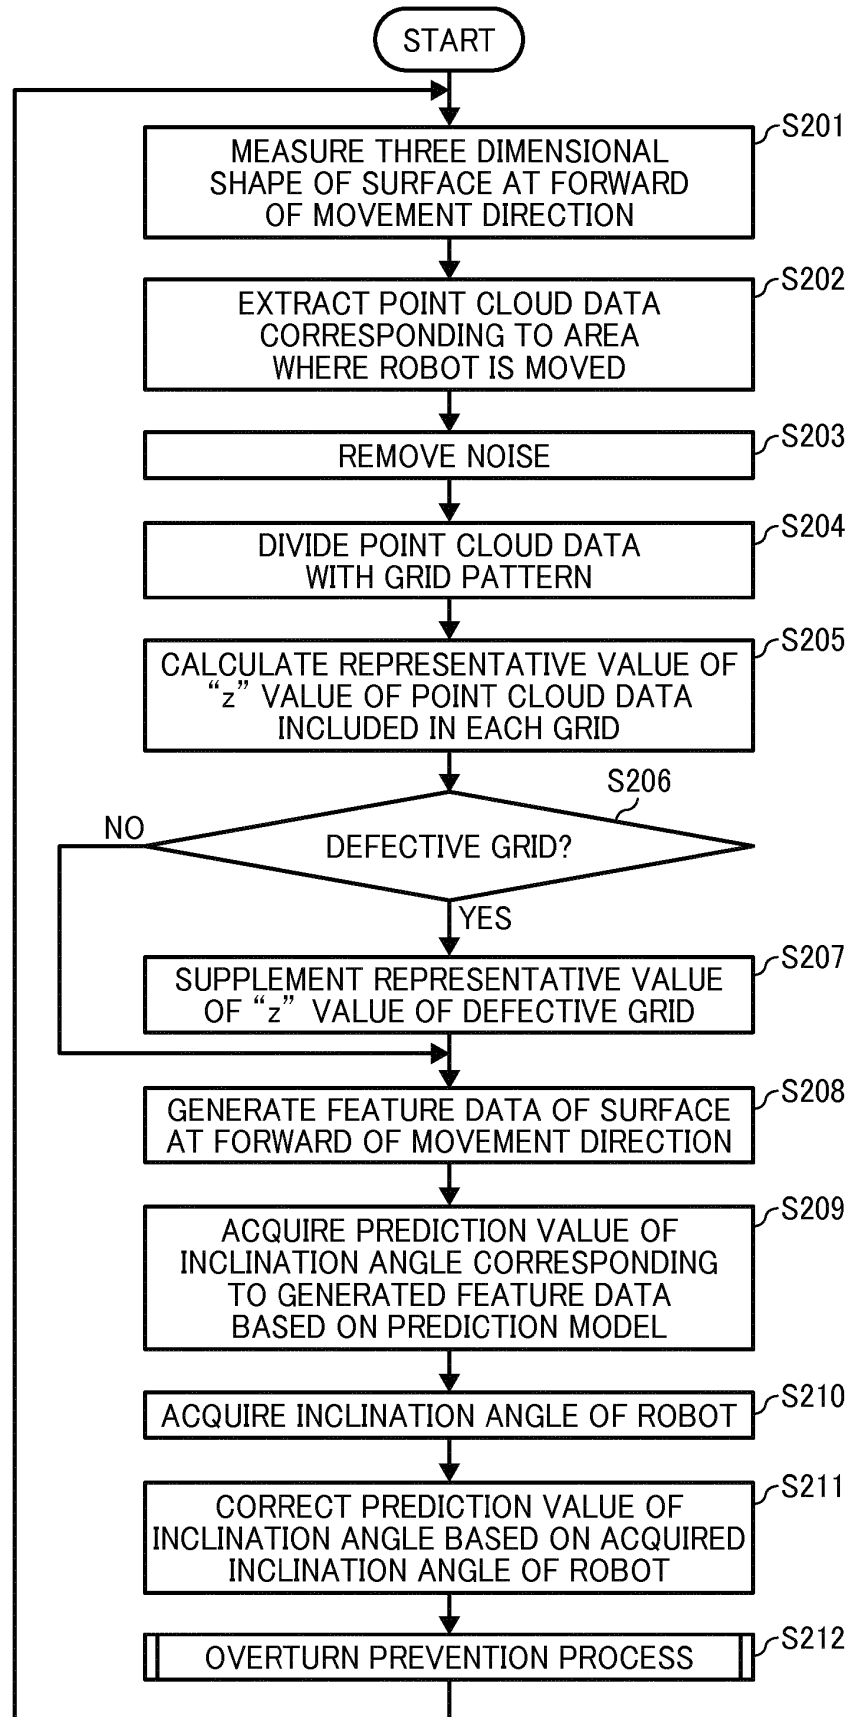 START
S201
MEASURE THREE DIMENSIONAL
SHAPE OF SURFACE AT FORWARD
OF MOVEMENT DIRECTION
S202
EXTRACT POINT CLOUD DATA
CORRESPONDING TO AREA
WHERE ROBOT IS MOVED
S203
REMOVE NOISE
S204
DIVIDE POINT CLOUD DATA
WITH GRID PATTERN
S205
CALCULATE REPRESENTATIVE VALUE OF
“z” VALUE OF POINT CLOUD DATA
INCLUDED IN EACH GRID
S206
NO
DEFECTIVE GRID?
YES
S207
SUPPLEMENT REPRESENTATIVE VALUE
OF “z” VALUE OF DEFECTIVE GRID
S208
GENERATE FEATURE DATA OF SURFACE
AT FORWARD OF MOVEMENT DIRECTION
S209
ACQUIRE PREDICTION VALUE OF
INCLINATION ANGLE CORRESPONDING
TO GENERATED FEATURE DATA
BASED ON PREDICTION MODEL
S210
ACQUIRE INCLINATION ANGLE OF ROBOT
S211
CORRECT PREDICTION VALUE OF
INCLINATION ANGLE BASED ON ACQUIRED
INCLINATION ANGLE OF ROBOT
S212
OVERTURN PREVENTION PROCESS